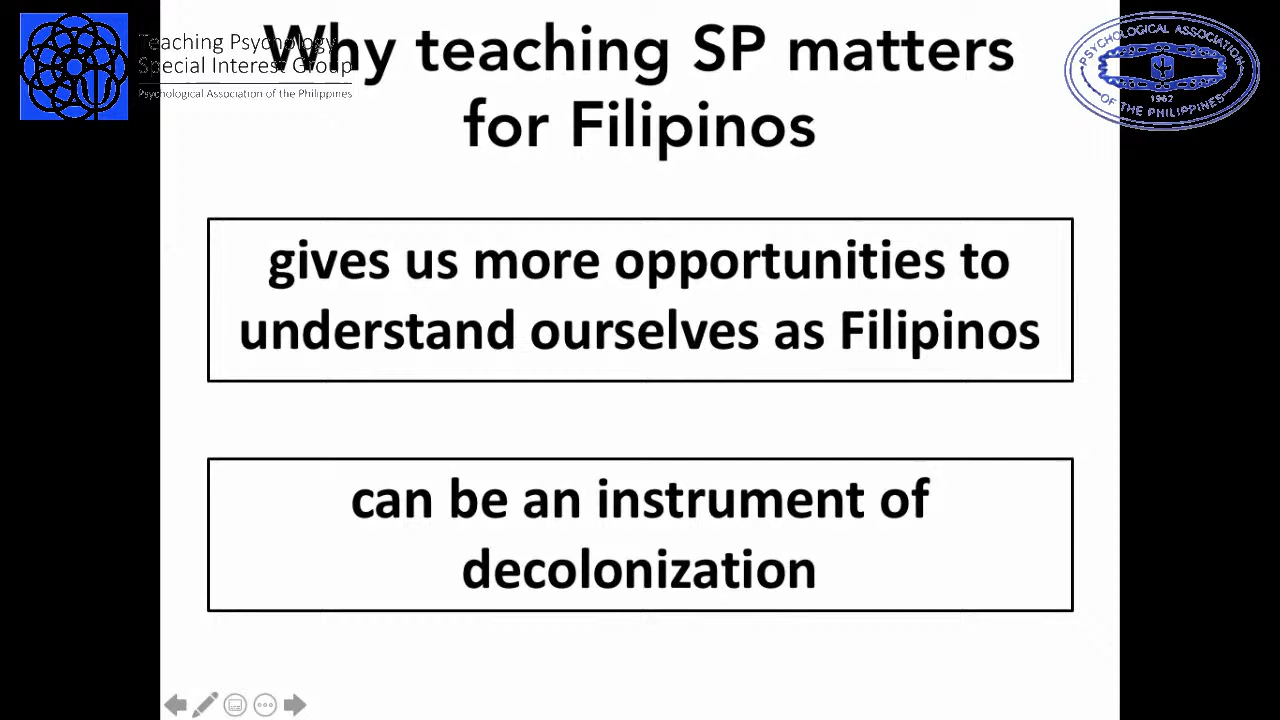 Teaching Psychology
Special Interest Group
Psychological Association of the Philippines
Why teaching SP matters
for Filipinos
PSYCHOLOGICAL ASSOCIATION
OF THE PHILIPPINES
1962
gives us more opportunities to
understand ourselves as Filipinos
can be an instrument of
decolonization